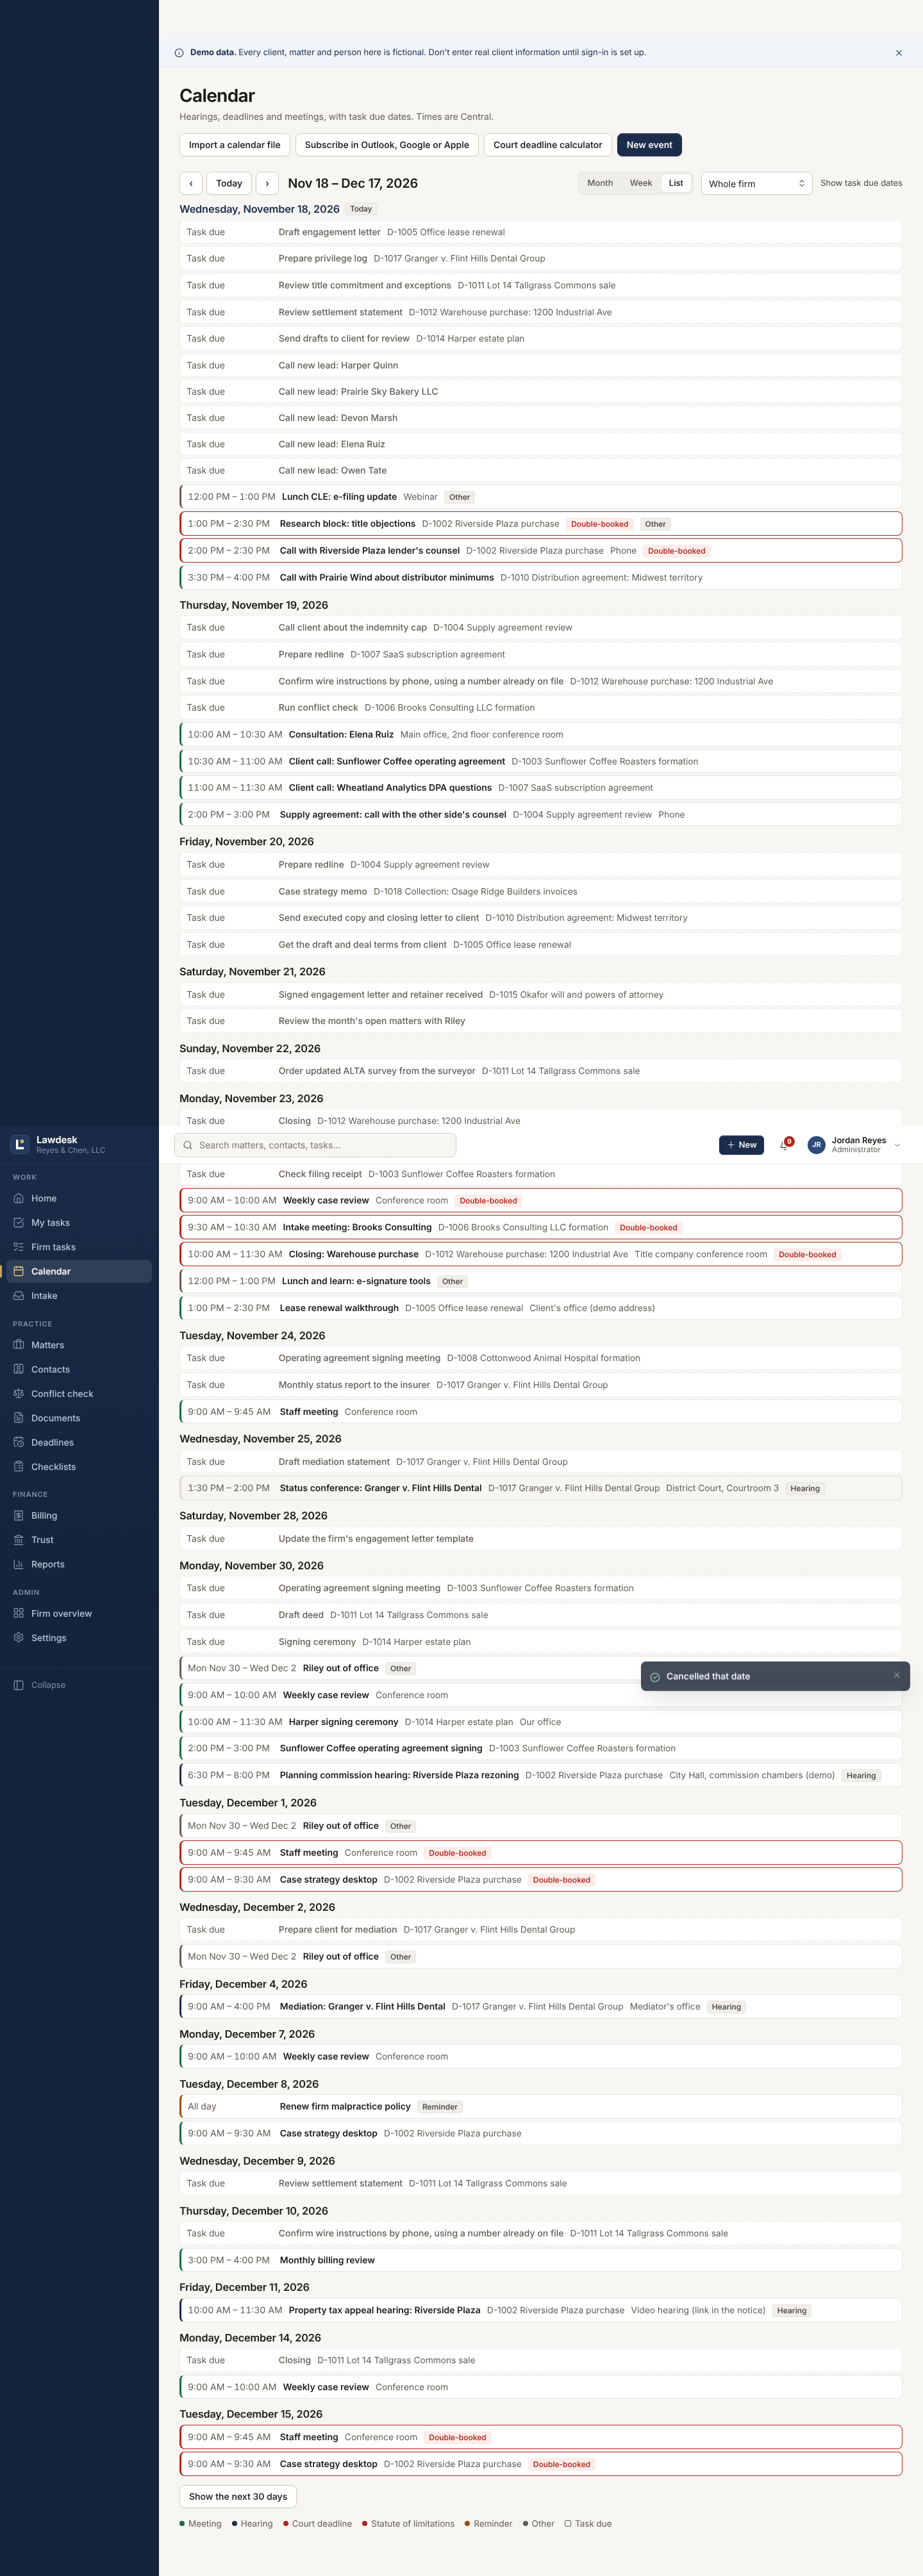 Demo data. Every client, matter and person here is fictional. Don't enter real client information until sign-in is set up.
Calendar
Hearings, deadlines and meetings, with task due dates. Times are Central.
Import a calendar file Subscribe in Outlook, Google or Apple Court deadline calculator New event
Today Nov 18 – Dec 17, 2026 Month Week List Whole firm Show task due dates
Wednesday, November 18, 2026 Today
Task due Draft engagement letter D-1005 Office lease renewal
Task due Prepare privilege log D-1017 Granger v. Flint Hills Dental Group
Task due Review title commitment and exceptions D-1011 Lot 14 Tallgrass Commons sale
Task due Review settlement statement D-1012 Warehouse purchase: 1200 Industrial Ave
Task due Send drafts to client for review D-1014 Harper estate plan
Task due Call new lead: Harper Quinn
Task due Call new lead: Prairie Sky Bakery LLC
Task due Call new lead: Devon Marsh
Task due Call new lead: Elena Ruiz
Task due Call new lead: Owen Tate
12:00 PM – 1:00 PM Lunch CLE: e-filing update Webinar Other
1:00 PM – 2:30 PM Research block: title objections D-1002 Riverside Plaza purchase Double-booked Other
2:00 PM – 2:30 PM Call with Riverside Plaza lender's counsel D-1002 Riverside Plaza purchase Phone Double-booked
3:30 PM – 4:00 PM Call with Prairie Wind about distributor minimums D-1010 Distribution agreement: Midwest territory
Thursday, November 19, 2026
Task due Call client about the indemnity cap D-1004 Supply agreement review
Task due Prepare redline D-1007 SaaS subscription agreement
Task due Confirm wire instructions by phone, using a number already on file D-1012 Warehouse purchase: 1200 Industrial Ave
Task due Run conflict check D-1006 Brooks Consulting LLC formation
10:00 AM – 10:30 AM Consultation: Elena Ruiz Main office, 2nd floor conference room
10:30 AM – 11:00 AM Client call: Sunflower Coffee operating agreement D-1003 Sunflower Coffee Roasters formation
11:00 AM – 11:30 AM Client call: Wheatland Analytics DPA questions D-1007 SaaS subscription agreement
2:00 PM – 3:00 PM Supply agreement: call with the other side's counsel D-1004 Supply agreement review Phone
Friday, November 20, 2026
Task due Prepare redline D-1004 Supply agreement review
Task due Case strategy memo D-1018 Collection: Osage Ridge Builders invoices
Task due Send executed copy and closing letter to client D-1010 Distribution agreement: Midwest territory
Task due Get the draft and deal terms from client D-1005 Office lease renewal
Saturday, November 21, 2026
Task due Signed engagement letter and retainer received D-1015 Okafor will and powers of attorney
Task due Review the month's open matters with Riley
Sunday, November 22, 2026
Task due Order updated ALTA survey from the surveyor D-1011 Lot 14 Tallgrass Commons sale
Monday, November 23, 2026
Task due Closing D-1012 Warehouse purchase: 1200 Industrial Ave
Lawdesk
Reyes & Chen, LLC
Search matters, contacts, tasks...
New
9
JR
Jordan Reyes
Administrator
WORK
Home
My tasks
Firm tasks
Calendar
Intake
PRACTICE
Matters
Contacts
Conflict check
Documents
Deadlines
Checklists
FINANCE
Billing
Trust
Reports
ADMIN
Firm overview
Settings
Collapse
Task due Check filing receipt D-1003 Sunflower Coffee Roasters formation
9:00 AM – 10:00 AM Weekly case review Conference room Double-booked
9:30 AM – 10:30 AM Intake meeting: Brooks Consulting D-1006 Brooks Consulting LLC formation Double-booked
10:00 AM – 11:30 AM Closing: Warehouse purchase D-1012 Warehouse purchase: 1200 Industrial Ave Title company conference room Double-booked
12:00 PM – 1:00 PM Lunch and learn: e-signature tools Other
1:00 PM – 2:30 PM Lease renewal walkthrough D-1005 Office lease renewal Client's office (demo address)
Tuesday, November 24, 2026
Task due Operating agreement signing meeting D-1008 Cottonwood Animal Hospital formation
Task due Monthly status report to the insurer D-1017 Granger v. Flint Hills Dental Group
9:00 AM – 9:45 AM Staff meeting Conference room
Wednesday, November 25, 2026
Task due Draft mediation statement D-1017 Granger v. Flint Hills Dental Group
1:30 PM – 2:00 PM Status conference: Granger v. Flint Hills Dental D-1017 Granger v. Flint Hills Dental Group District Court, Courtroom 3 Hearing
Saturday, November 28, 2026
Task due Update the firm's engagement letter template
Monday, November 30, 2026
Task due Operating agreement signing meeting D-1003 Sunflower Coffee Roasters formation
Task due Draft deed D-1011 Lot 14 Tallgrass Commons sale
Task due Signing ceremony D-1014 Harper estate plan
Mon Nov 30 – Wed Dec 2 Riley out of office Other
Cancelled that date
9:00 AM – 10:00 AM Weekly case review Conference room
10:00 AM – 11:30 AM Harper signing ceremony D-1014 Harper estate plan Our office
2:00 PM – 3:00 PM Sunflower Coffee operating agreement signing D-1003 Sunflower Coffee Roasters formation
6:30 PM – 8:00 PM Planning commission hearing: Riverside Plaza rezoning D-1002 Riverside Plaza purchase City Hall, commission chambers (demo) Hearing
Tuesday, December 1, 2026
Mon Nov 30 – Wed Dec 2 Riley out of office Other
9:00 AM – 9:45 AM Staff meeting Conference room Double-booked
9:00 AM – 9:30 AM Case strategy desktop D-1002 Riverside Plaza purchase Double-booked
Wednesday, December 2, 2026
Task due Prepare client for mediation D-1017 Granger v. Flint Hills Dental Group
Mon Nov 30 – Wed Dec 2 Riley out of office Other
Friday, December 4, 2026
9:00 AM – 4:00 PM Mediation: Granger v. Flint Hills Dental D-1017 Granger v. Flint Hills Dental Group Mediator's office Hearing
Monday, December 7, 2026
9:00 AM – 10:00 AM Weekly case review Conference room
Tuesday, December 8, 2026
All day Renew firm malpractice policy Reminder
9:00 AM – 9:30 AM Case strategy desktop D-1002 Riverside Plaza purchase
Wednesday, December 9, 2026
Task due Review settlement statement D-1011 Lot 14 Tallgrass Commons sale
Thursday, December 10, 2026
Task due Confirm wire instructions by phone, using a number already on file D-1011 Lot 14 Tallgrass Commons sale
3:00 PM – 4:00 PM Monthly billing review
Friday, December 11, 2026
10:00 AM – 11:30 AM Property tax appeal hearing: Riverside Plaza D-1002 Riverside Plaza purchase Video hearing (link in the notice) Hearing
Monday, December 14, 2026
Task due Closing D-1011 Lot 14 Tallgrass Commons sale
9:00 AM – 10:00 AM Weekly case review Conference room
Tuesday, December 15, 2026
9:00 AM – 9:45 AM Staff meeting Conference room Double-booked
9:00 AM – 9:30 AM Case strategy desktop D-1002 Riverside Plaza purchase Double-booked
Show the next 30 days
Meeting Hearing Court deadline Statute of limitations Reminder Other Task due